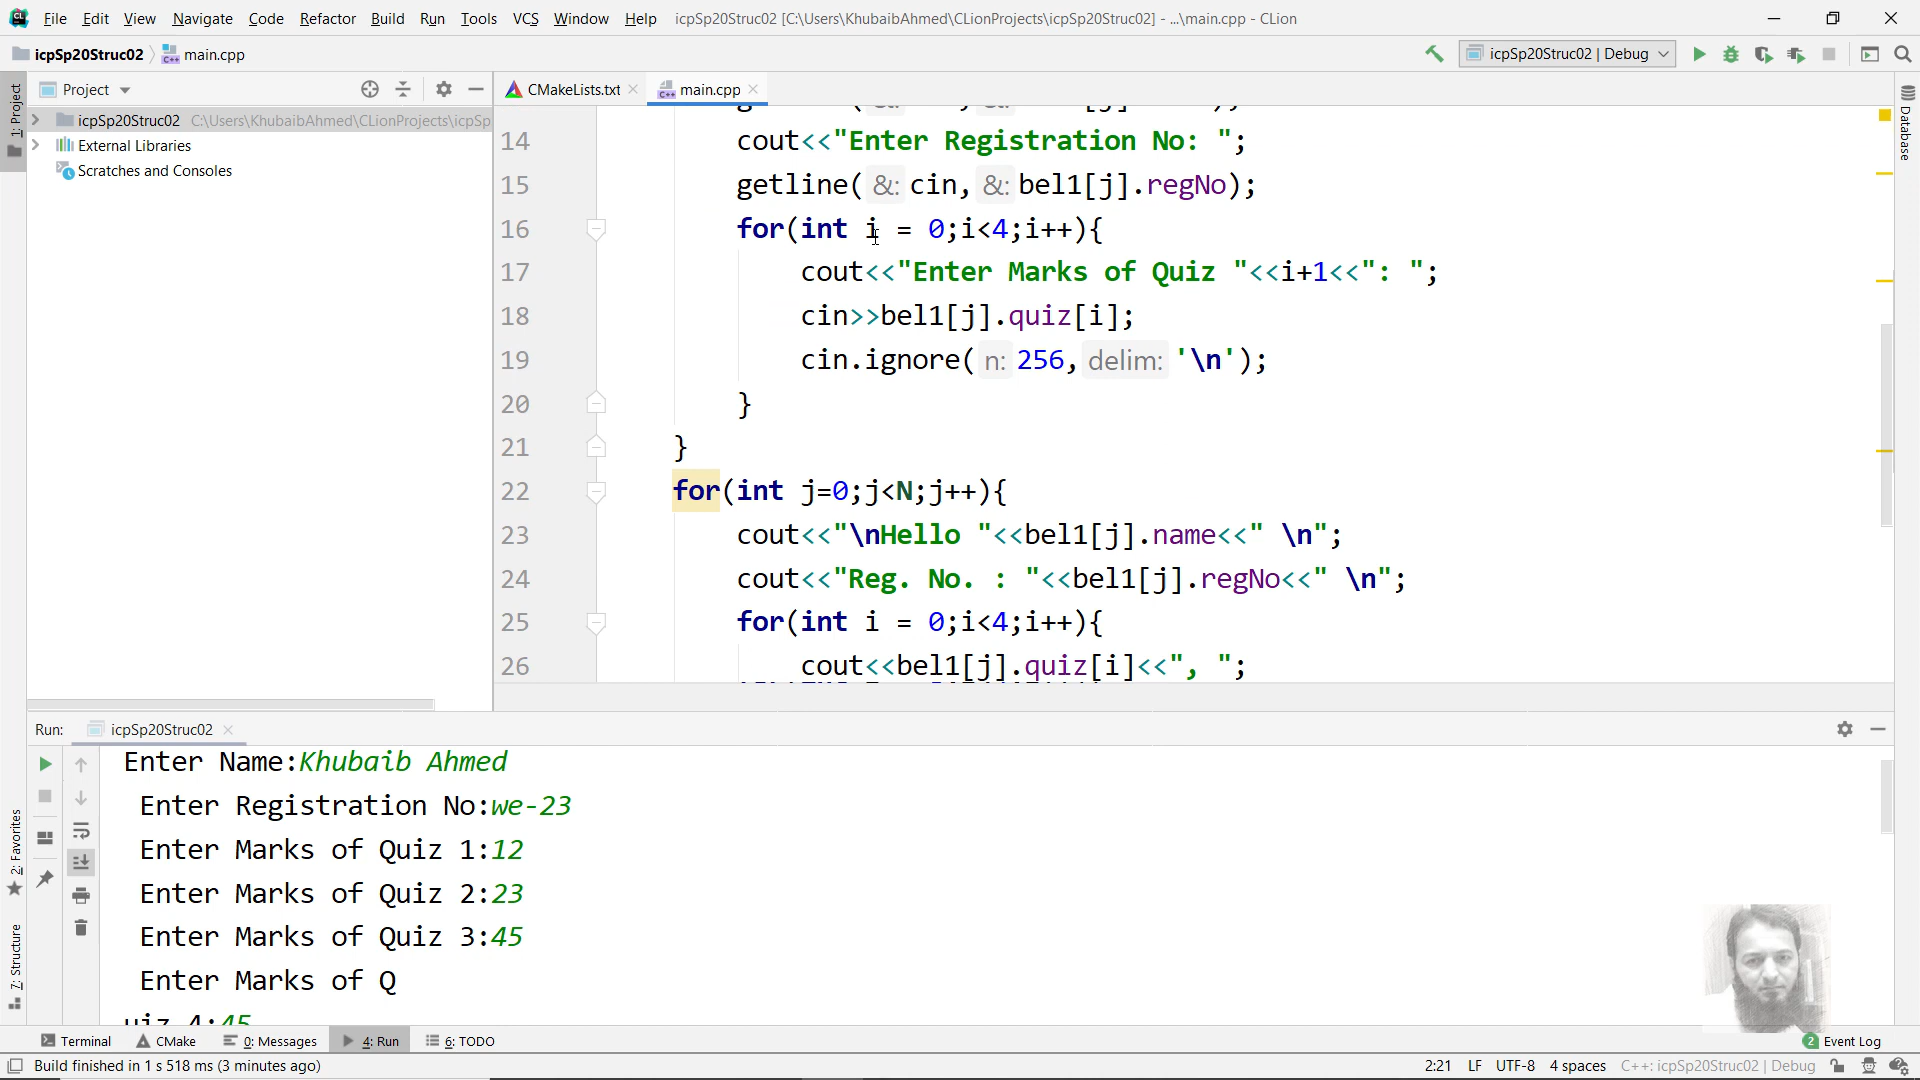 File Edit View Navigate Code Refactor Build Run Tools VCS Window Help icpSp20Struc02 [C:\Users\KhubaibAhmed\CLionProjects\icpSp20Struc02] - ...\main.cpp - CLion
icpSp20Struc02 main.cpp icpSp20Struc02 | Debug
1: Project
Project
icpSp20Struc02 C:\Users\KhubaibAhmed\CLionProjects\icpSp
External Libraries
Scratches and Consoles
CMakeLists.txt main.cpp
14 cout<<"Enter Registration No: ";
15 getline( &: cin, &: bel1[j].regNo);
16 for(int i = 0;i<4;i++){
17 cout<<"Enter Marks of Quiz "<<i+1<<": ";
18 cin>>bel1[j].quiz[i];
19 cin.ignore( n: 256, delim: '\n');
20 }
21 }
22 for(int j=0;j<N;j++){
23 cout<<"\nHello "<<bel1[j].name<<" \n";
24 cout<<"Reg. No. : "<<bel1[j].regNo<<" \n";
25 for(int i = 0;i<4;i++){
26 cout<<bel1[j].quiz[i]<<", ";
Database
Run: icpSp20Struc02
Enter Name:Khubaib Ahmed
Enter Registration No:we-23
Enter Marks of Quiz 1:12
Enter Marks of Quiz 2:23
Enter Marks of Quiz 3:45
Enter Marks of Q
uiz 4:45
2: Favorites
7: Structure
Terminal CMake 0: Messages 4: Run 6: TODO 2 Event Log
Build finished in 1 s 518 ms (3 minutes ago) 2:21 LF UTF-8 4 spaces C++: icpSp20Struc02 | Debug